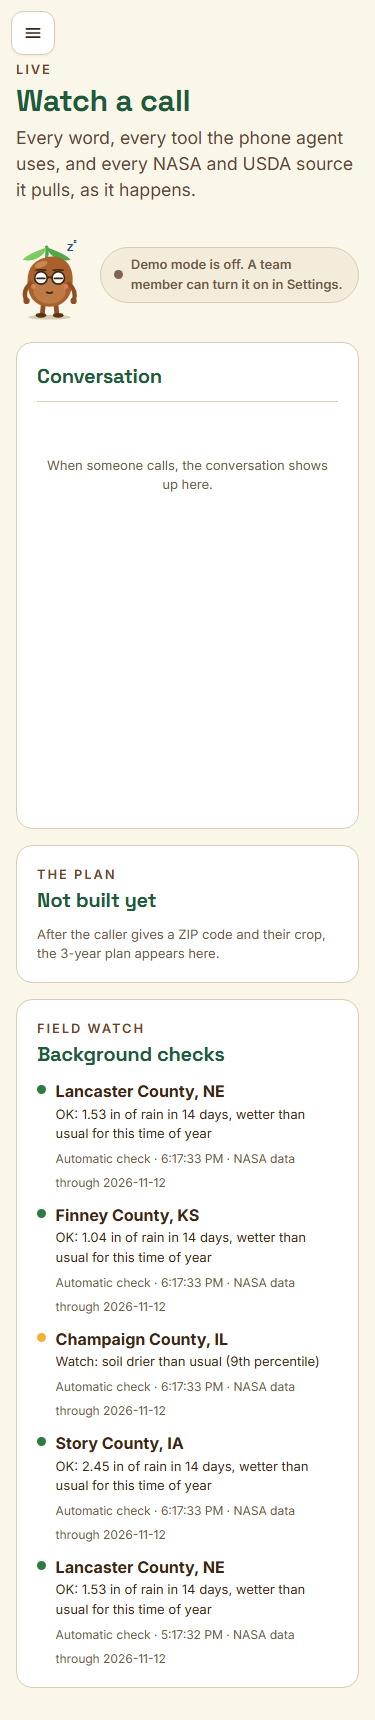 LIVE
Watch a call
Every word, every tool the phone agent
uses, and every NASA and USDA source
it pulls, as it happens.
z z
Demo mode is off. A team
member can turn it on in Settings.
Conversation
When someone calls, the conversation shows
up here.
THE PLAN
Not built yet
After the caller gives a ZIP code and their crop,
the 3-year plan appears here.
FIELD WATCH
Background checks
Lancaster County, NE
OK: 1.53 in of rain in 14 days, wetter than
usual for this time of year
Automatic check · 6:17:33 PM · NASA data
through 2026-11-12
Finney County, KS
OK: 1.04 in of rain in 14 days, wetter than
usual for this time of year
Automatic check · 6:17:33 PM · NASA data
through 2026-11-12
Champaign County, IL
Watch: soil drier than usual (9th percentile)
Automatic check · 6:17:33 PM · NASA data
through 2026-11-12
Story County, IA
OK: 2.45 in of rain in 14 days, wetter than
usual for this time of year
Automatic check · 6:17:33 PM · NASA data
through 2026-11-12
Lancaster County, NE
OK: 1.53 in of rain in 14 days, wetter than
usual for this time of year
Automatic check · 5:17:32 PM · NASA data
through 2026-11-12